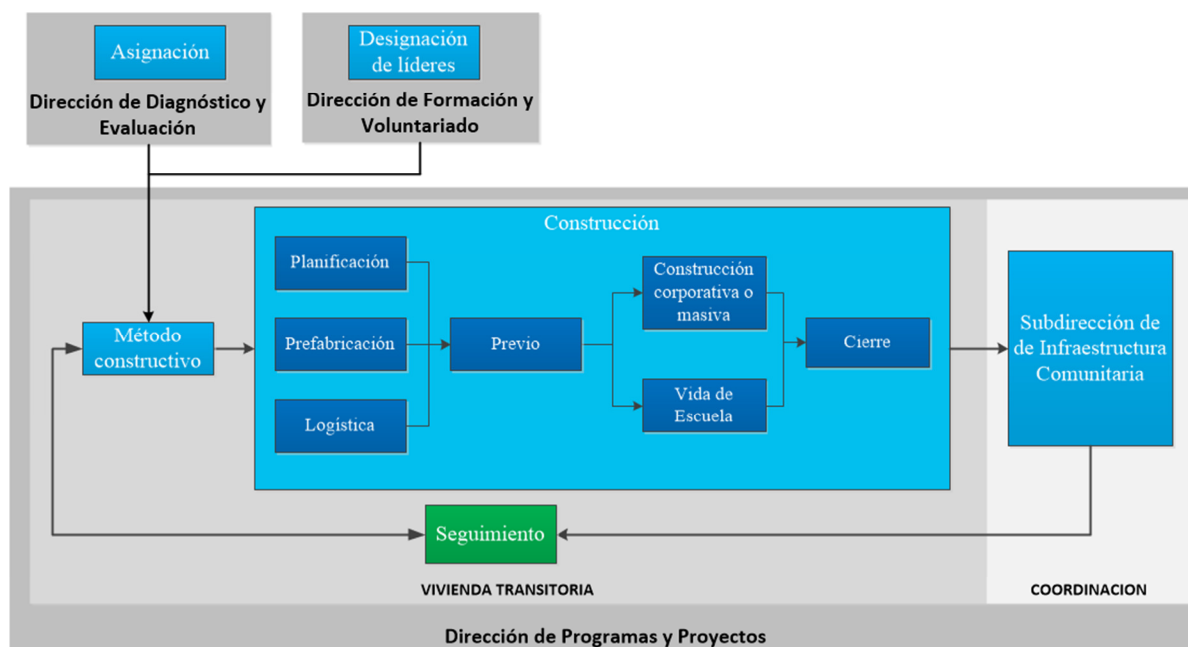 Asignación
Dirección de Diagnóstico y
Evaluación
Designación
de líderes
Dirección de Formación y
Voluntariado
Construcción
Planificación
Prefabricación
Logística
Previo
Construcción
corporativa o
masiva
Vida de
Escuela
Cierre
Método
constructivo
Subdirección de
de Infraestructura
Comunitaria
Seguimiento
VIVIENDA TRANSITORIA
COORDINACION
Dirección de Programas y Proyectos